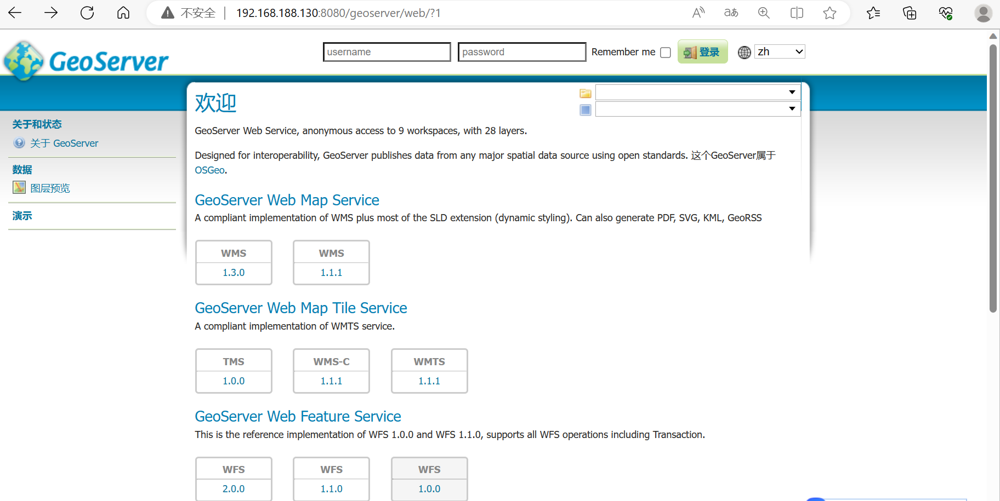 不安全 | 192.168.188.130:8080/geoserver/web/?1
GeoServer
username
password
Remember me
登录
zh
欢迎
关于和状态
关于 GeoServer
数据
图层预览
演示
GeoServer Web Service, anonymous access to 9 workspaces, with 28 layers.
Designed for interoperability, GeoServer publishes data from any major spatial data source using open standards. 这个GeoServer属于
OSGeo.
GeoServer Web Map Service
A compliant implementation of WMS plus most of the SLD extension (dynamic styling). Can also generate PDF, SVG, KML, GeoRSS
WMS WMS
1.3.0 1.1.1
GeoServer Web Map Tile Service
A compliant implementation of WMTS service.
TMS WMS-C WMTS
1.0.0 1.1.1 1.1.1
GeoServer Web Feature Service
This is the reference implementation of WFS 1.0.0 and WFS 1.1.0, supports all WFS operations including Transaction.
WFS WFS WFS
2.0.0 1.1.0 1.0.0